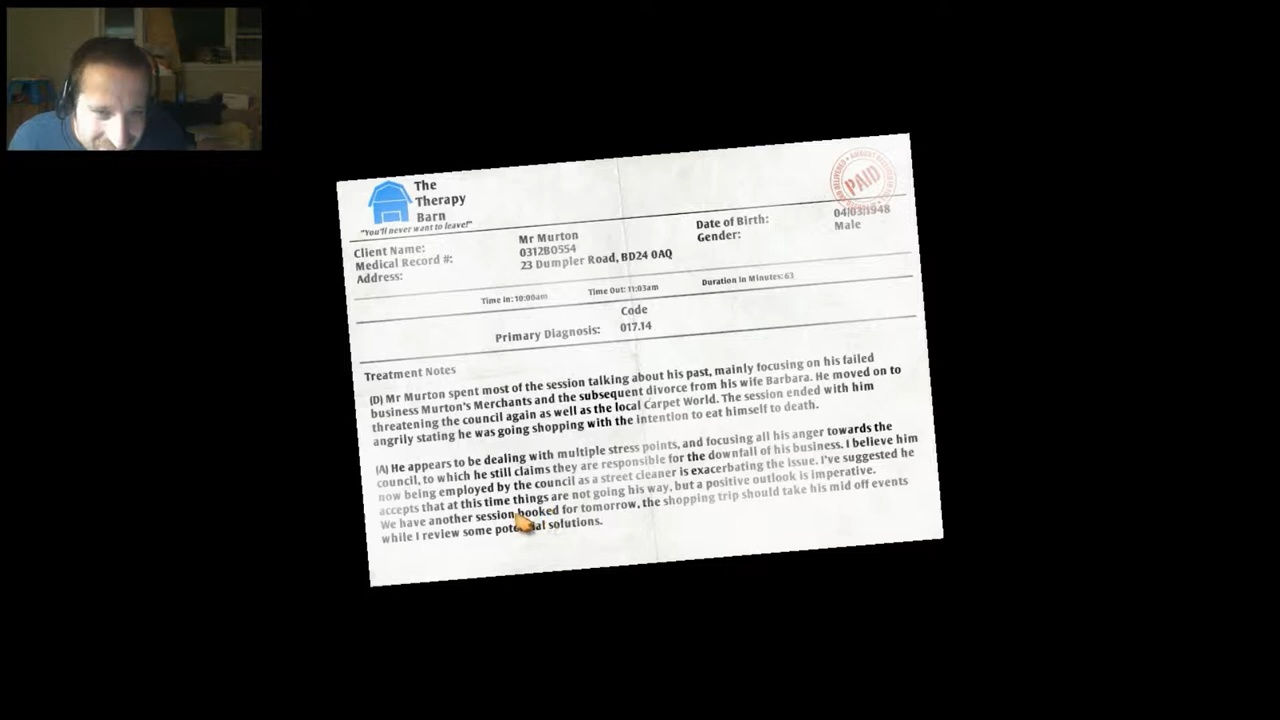 The
Therapy
Barn
"You'll never want to leave!"
PAID
Client Name: Mr Murton Date of Birth: 04/03/1948
Medical Record #: 0312B0554 Gender: Male
Address: 23 Dumpler Road, BD24 0AQ
Time In: 10:00am Time Out: 11:03am Duration In Minutes: 63
Code
Primary Diagnosis: 017.14
Treatment Notes
(D) Mr Murton spent most of the session talking about his past, mainly focusing on his failed
business Murton's Merchants and the subsequent divorce from his wife Barbara. He moved on to
threatening the council again as well as the local Carpet World. The session ended with him
angrily stating he was going shopping with the intention to eat himself to death.
(A) He appears to be dealing with multiple stress points, and focusing all his anger towards the
council, to which he still claims they are responsible for the downfall of his business. I believe him
now being employed by the council as a street cleaner is exacerbating the issue. I've suggested he
accepts that at this time things are not going his way, but a positive outlook is imperative.
We have another session booked for tomorrow, the shopping trip should take his mid off events
while I review some potential solutions.